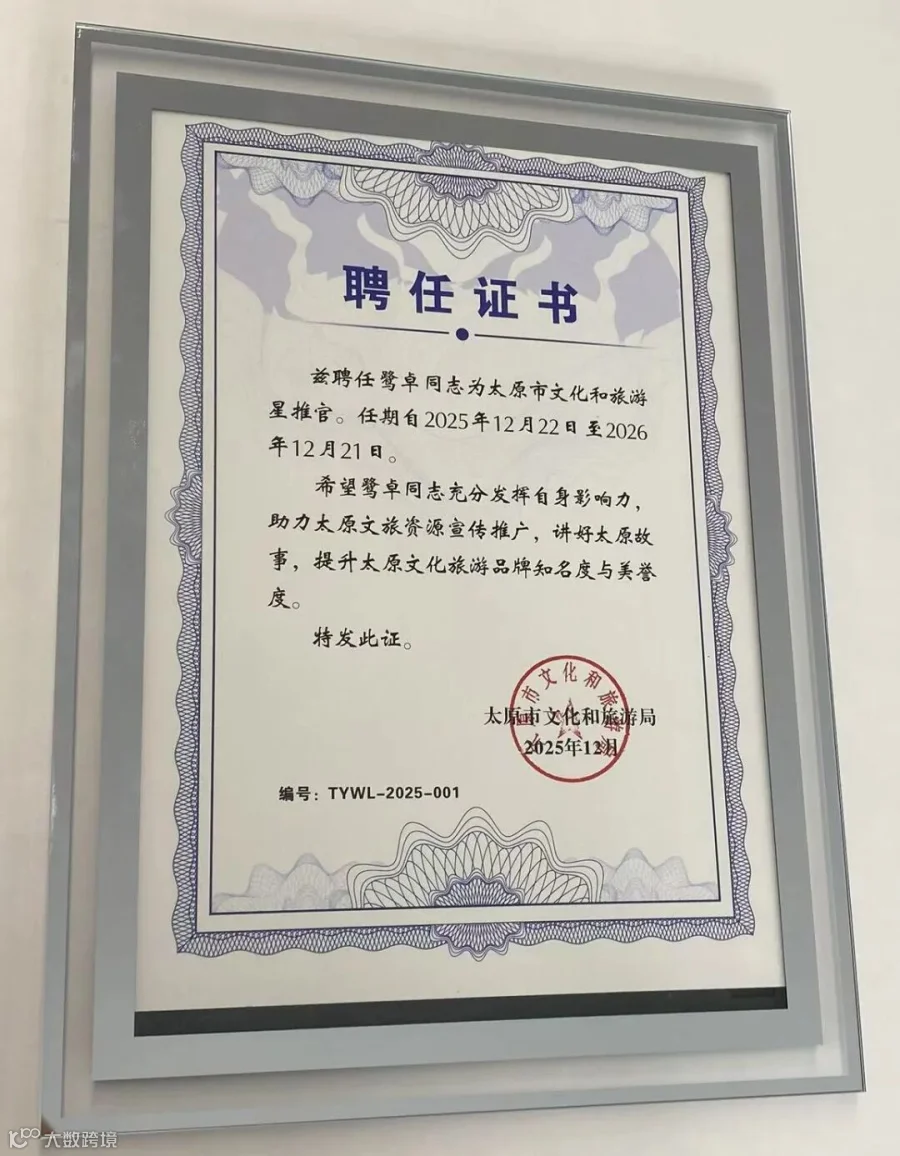 聘任证书
兹聘任鹭卓同志为太原市文化和旅游
星推官。任期自2025年12月22日至2026
年12月21日。
希望鹭卓同志充分发挥自身影响力，
助力太原文旅资源宣传推广，讲好太原故
事，提升太原文化旅游品牌知名度与美誉
度。
特发此证。
太原市文化和旅游局
2025年12月
编号：TYWL-2025-001
大数跨境